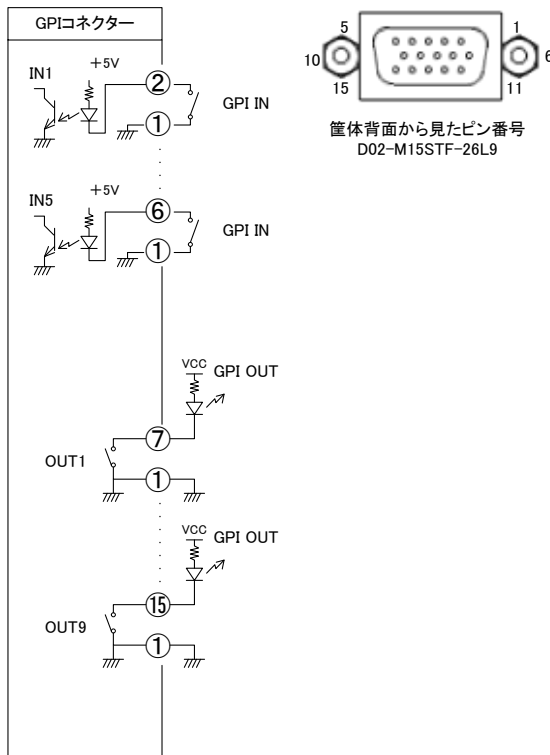 GPIコネクター
+5V
IN1
②
GPI IN
①
+5V
IN5
⑥
GPI IN
①
VCC
GPI OUT
⑦
OUT1
①
VCC
GPI OUT
⑮
OUT9
①
5
1
10
6
15
11
筐体背面から見たピン番号
D02-M15STF-26L9